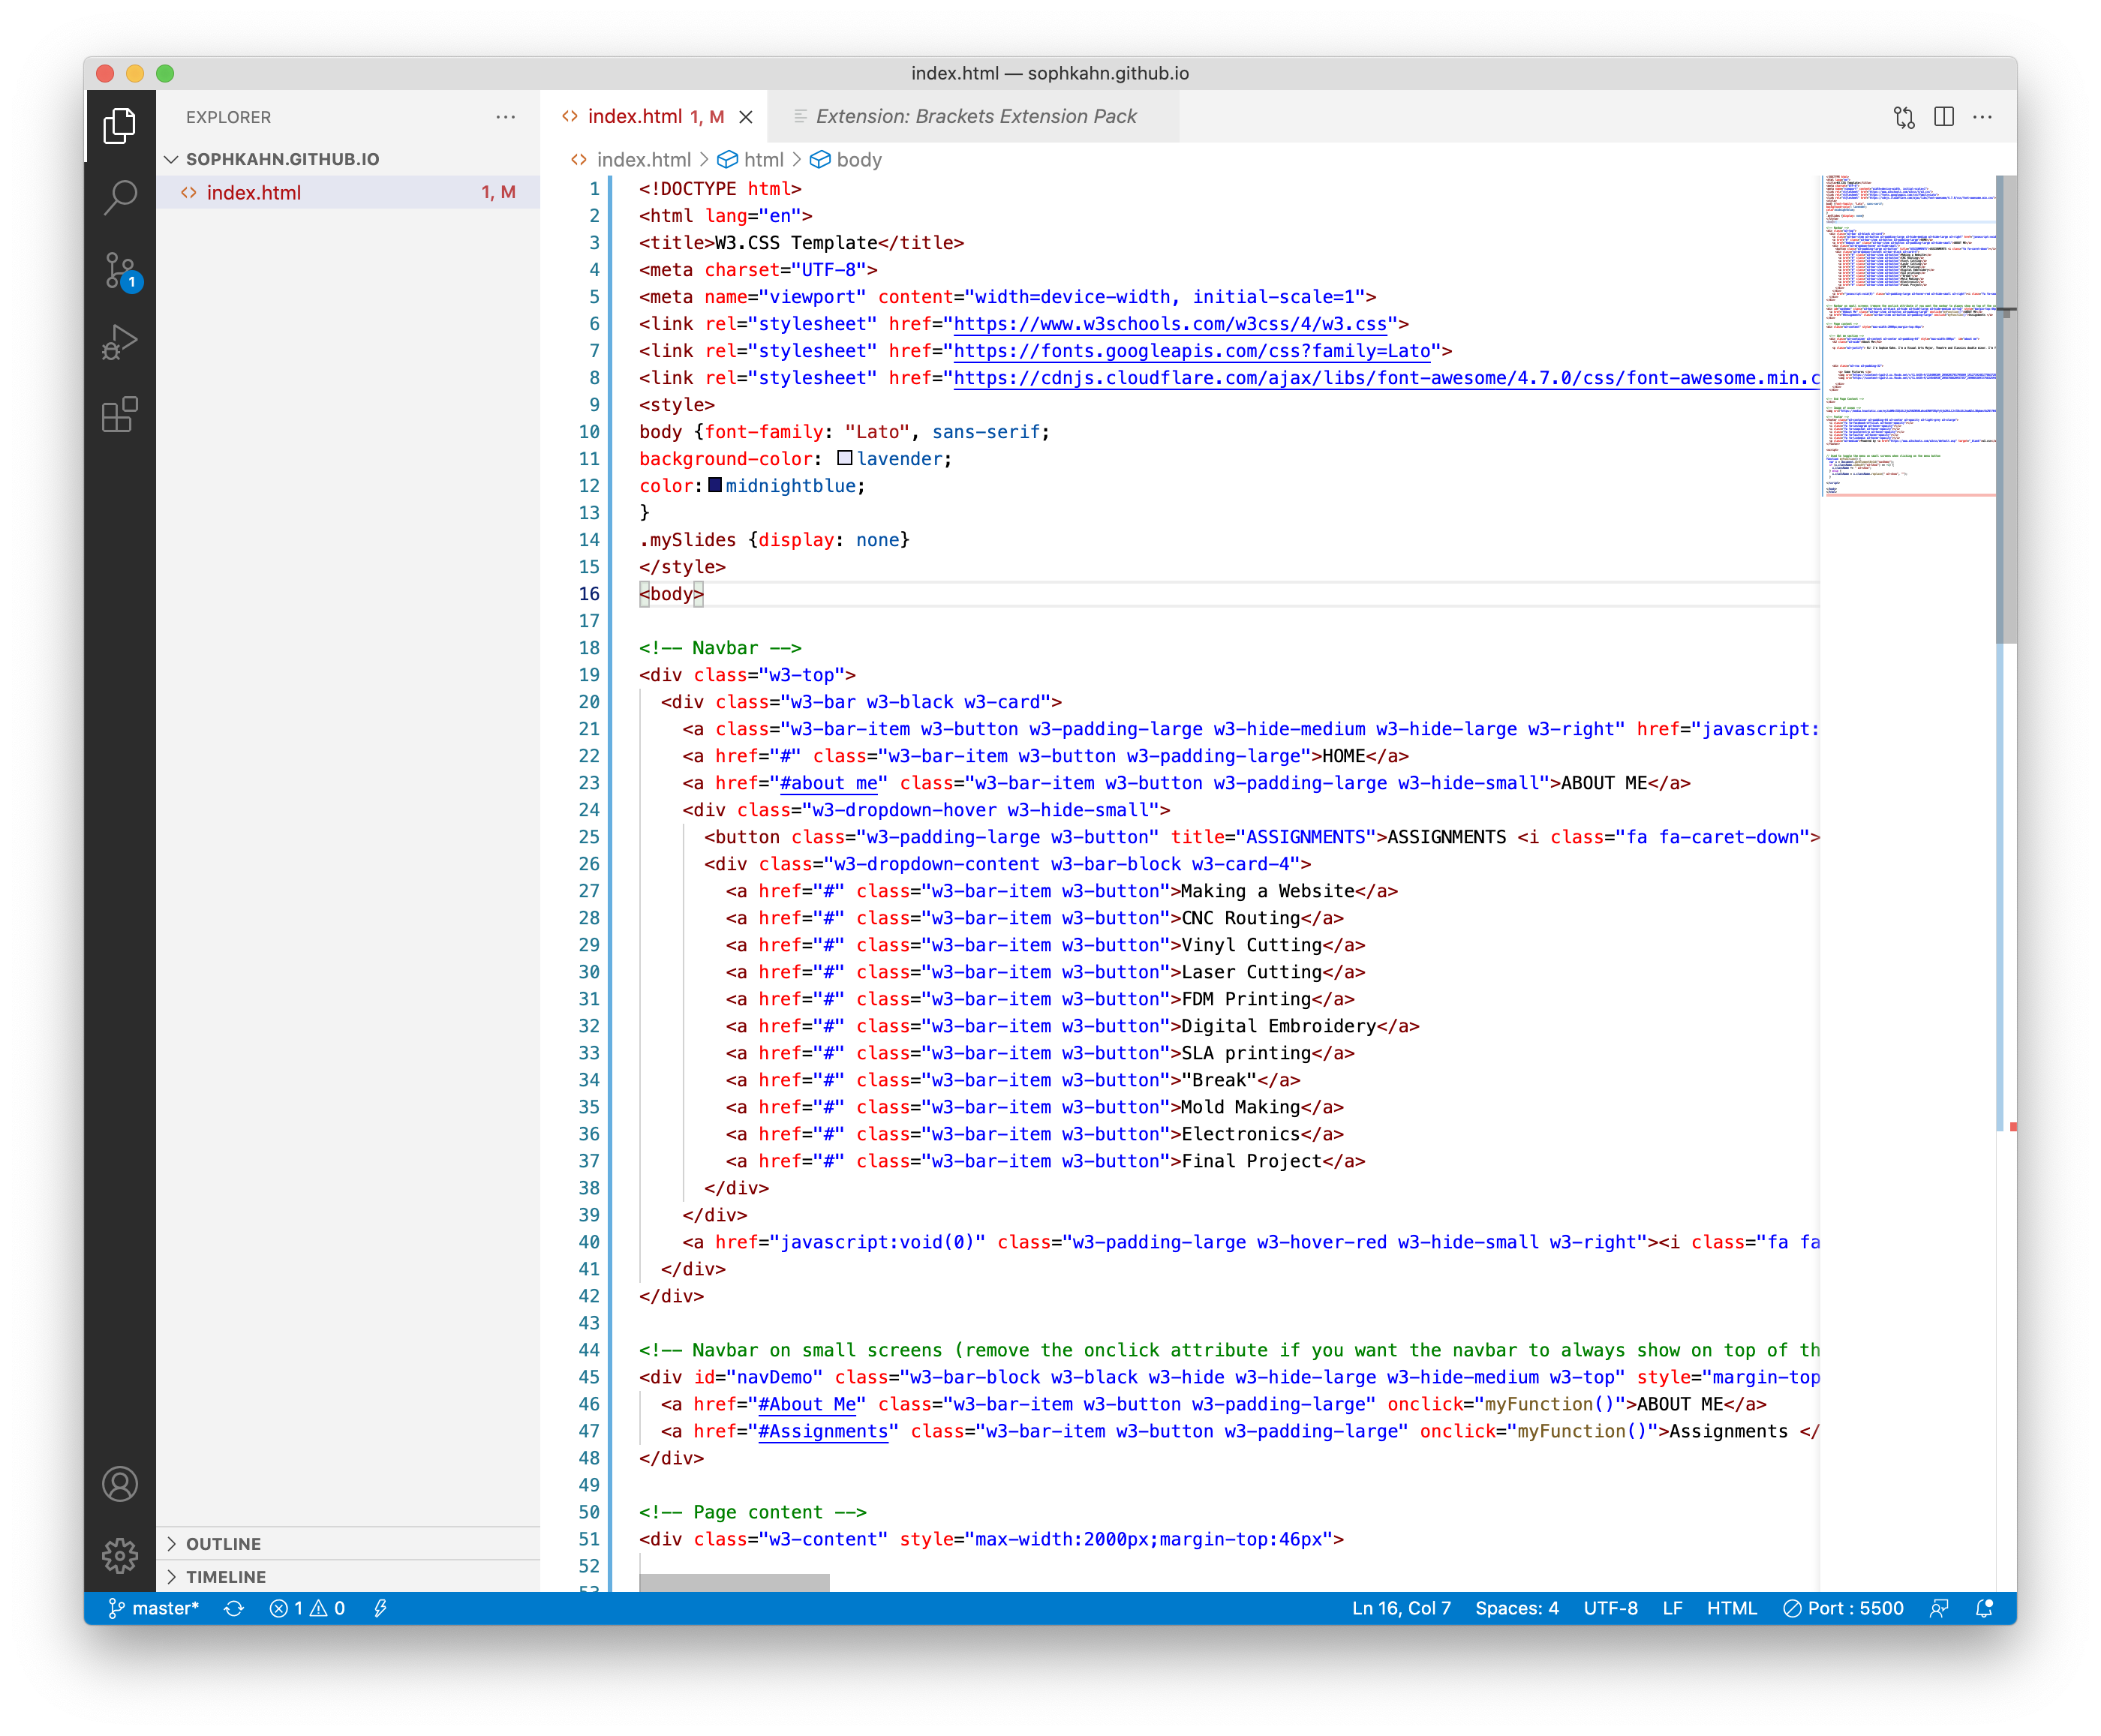 index.html — sophkahn.github.io
EXPLORER
index.html 1, M
Extension: Brackets Extension Pack
SOPHKAHN.GITHUB.IO
index.html 1, M
index.html > html > body
1 <!DOCTYPE html>
2 <html lang="en">
3 <title>W3.CSS Template</title>
4 <meta charset="UTF-8">
5 <meta name="viewport" content="width=device-width, initial-scale=1">
6 <link rel="stylesheet" href="https://www.w3schools.com/w3css/4/w3.css">
7 <link rel="stylesheet" href="https://fonts.googleapis.com/css?family=Lato">
8 <link rel="stylesheet" href="https://cdnjs.cloudflare.com/ajax/libs/font-awesome/4.7.0/css/font-awesome.min.c
9 <style>
10 body {font-family: "Lato", sans-serif;
11 background-color: lavender;
12 color: midnightblue;
13 }
14 .mySlides {display: none}
15 </style>
16 <body>
17
18 <!-- Navbar -->
19 <div class="w3-top">
20 <div class="w3-bar w3-black w3-card">
21 <a class="w3-bar-item w3-button w3-padding-large w3-hide-medium w3-hide-large w3-right" href="javascript:
22 <a href="#" class="w3-bar-item w3-button w3-padding-large">HOME</a>
23 <a href="#about me" class="w3-bar-item w3-button w3-padding-large w3-hide-small">ABOUT ME</a>
24 <div class="w3-dropdown-hover w3-hide-small">
25 <button class="w3-padding-large w3-button" title="ASSIGNMENTS">ASSIGNMENTS <i class="fa fa-caret-down">
26 <div class="w3-dropdown-content w3-bar-block w3-card-4">
27 <a href="#" class="w3-bar-item w3-button">Making a Website</a>
28 <a href="#" class="w3-bar-item w3-button">CNC Routing</a>
29 <a href="#" class="w3-bar-item w3-button">Vinyl Cutting</a>
30 <a href="#" class="w3-bar-item w3-button">Laser Cutting</a>
31 <a href="#" class="w3-bar-item w3-button">FDM Printing</a>
32 <a href="#" class="w3-bar-item w3-button">Digital Embroidery</a>
33 <a href="#" class="w3-bar-item w3-button">SLA printing</a>
34 <a href="#" class="w3-bar-item w3-button">"Break"</a>
35 <a href="#" class="w3-bar-item w3-button">Mold Making</a>
36 <a href="#" class="w3-bar-item w3-button">Electronics</a>
37 <a href="#" class="w3-bar-item w3-button">Final Project</a>
38 </div>
39 </div>
40 <a href="javascript:void(0)" class="w3-padding-large w3-hover-red w3-hide-small w3-right"><i class="fa fa
41 </div>
42 </div>
43
44 <!-- Navbar on small screens (remove the onclick attribute if you want the navbar to always show on top of th
45 <div id="navDemo" class="w3-bar-block w3-black w3-hide w3-hide-large w3-hide-medium w3-top" style="margin-top
46 <a href="#About Me" class="w3-bar-item w3-button w3-padding-large" onclick="myFunction()">ABOUT ME</a>
47 <a href="#Assignments" class="w3-bar-item w3-button w3-padding-large" onclick="myFunction()">Assignments </
48 </div>
49
50 <!-- Page content -->
51 <div class="w3-content" style="max-width:2000px;margin-top:46px">
52
53
1
OUTLINE
TIMELINE
master* 1 0 Ln 16, Col 7 Spaces: 4 UTF-8 LF HTML Port : 5500